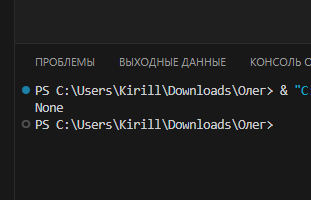 ПРОБЛЕМЫ ВЫХОДНЫЕ ДАННЫЕ КОНСОЛЬ О
PS C:\Users\Kirill\Downloads\Олег> & "C
None
PS C:\Users\Kirill\Downloads\Олег>